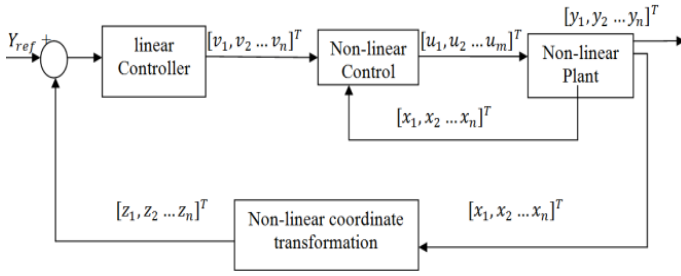 [y₁, y₂ … yₙ]ᵀ
Y_ref +
linear
Controller
[v₁, v₂ … vₙ]ᵀ
Non-linear
Control
[u₁, u₂ … uₘ]ᵀ
Non-linear
Plant
[x₁, x₂ … xₙ]ᵀ
[z₁, z₂ … zₙ]ᵀ
Non-linear coordinate
transformation
[x₁, x₂ … xₙ]ᵀ